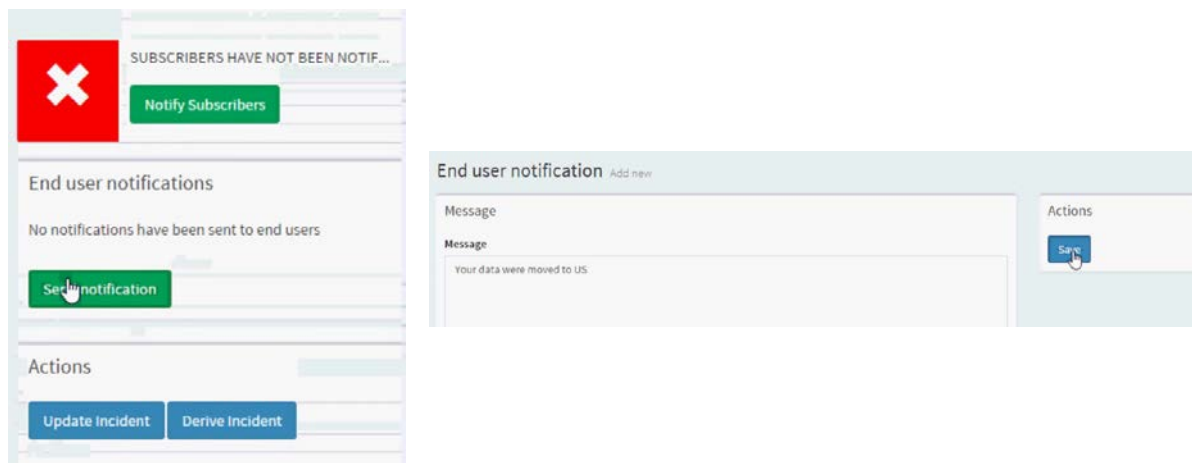 SUBSCRIBERS HAVE NOT BEEN NOTIF...
Notify Subscribers
End user notifications
No notifications have been sent to end users
Send notification
Actions
Update Incident
Derive Incident
End user notification Add new
Message
Message
Your data were moved to US
Actions
Save